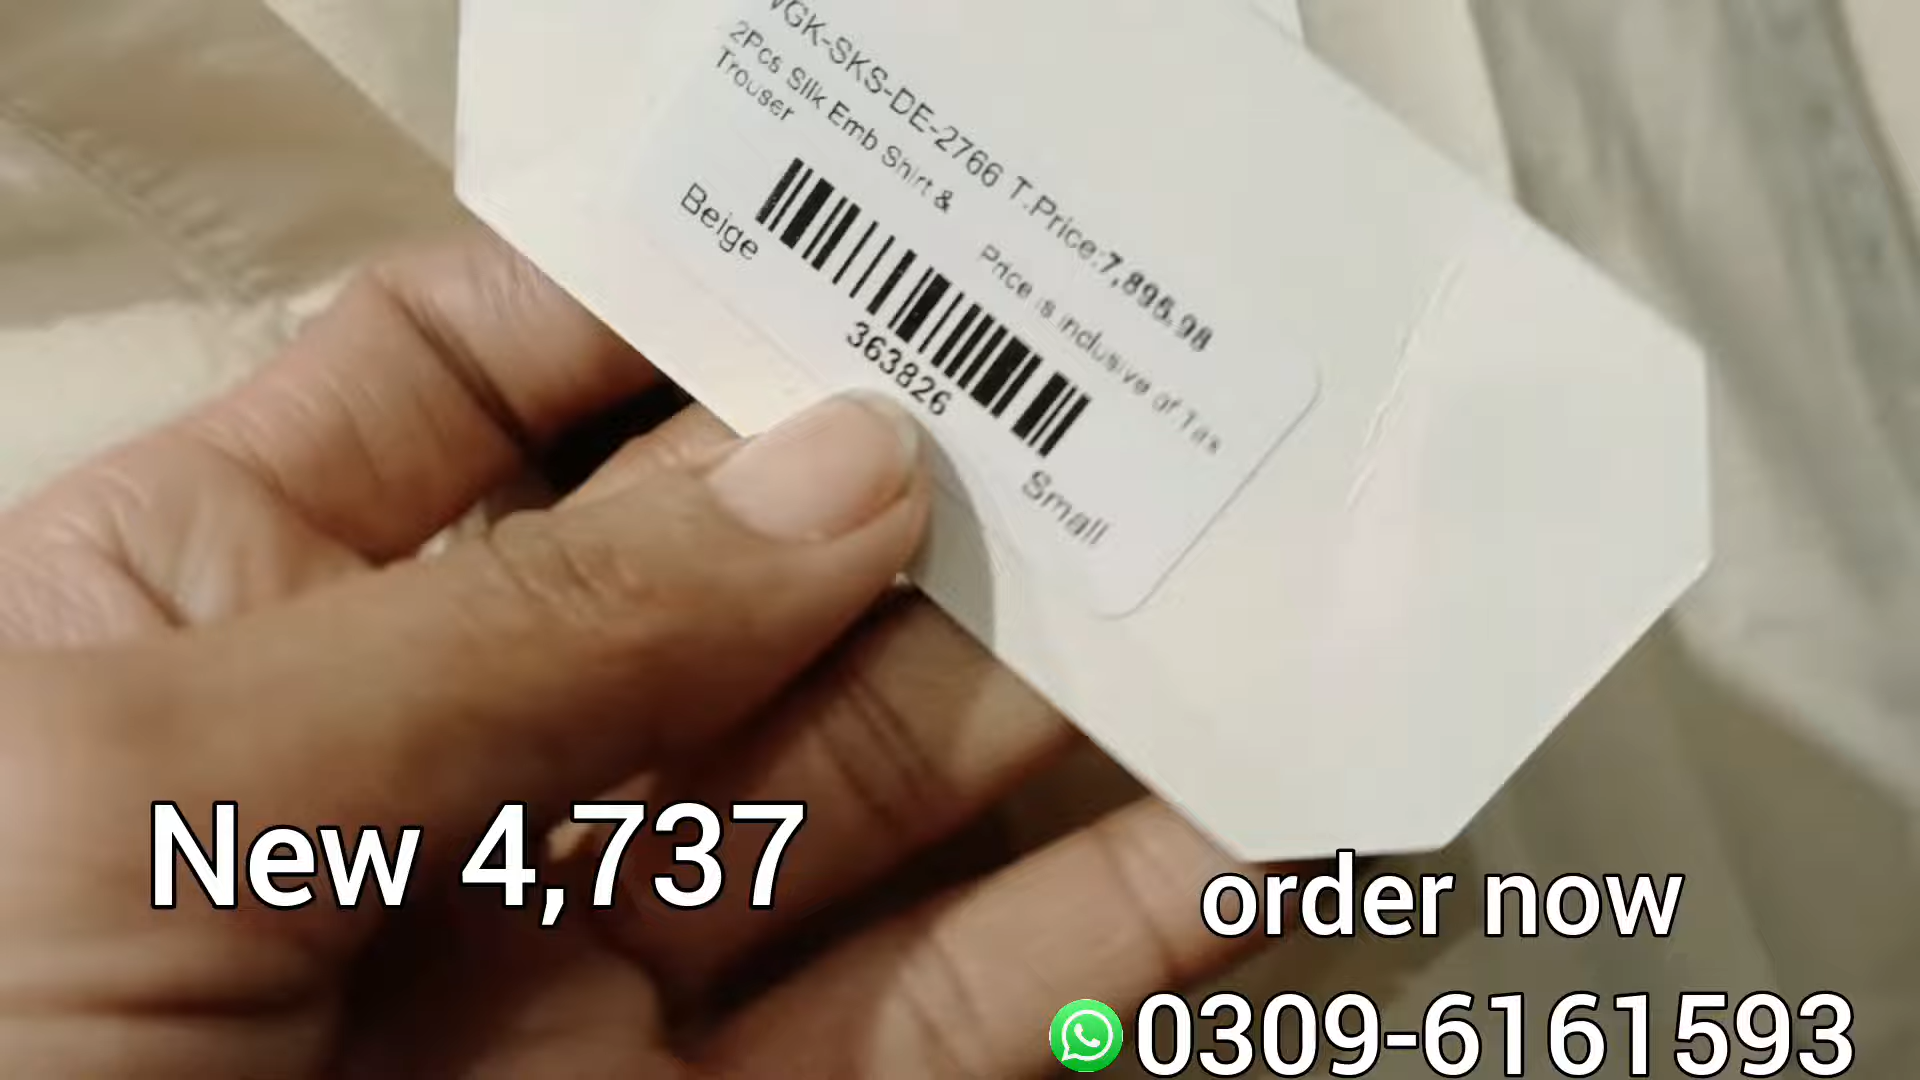 VGK-SKS-DE-2766 T.Price:7,895.98
2Pcs Silk Emb Shirt &
Trouser
Price is inclusive of Tax
Beige
363826
Small
New 4,737
order now
0309-6161593